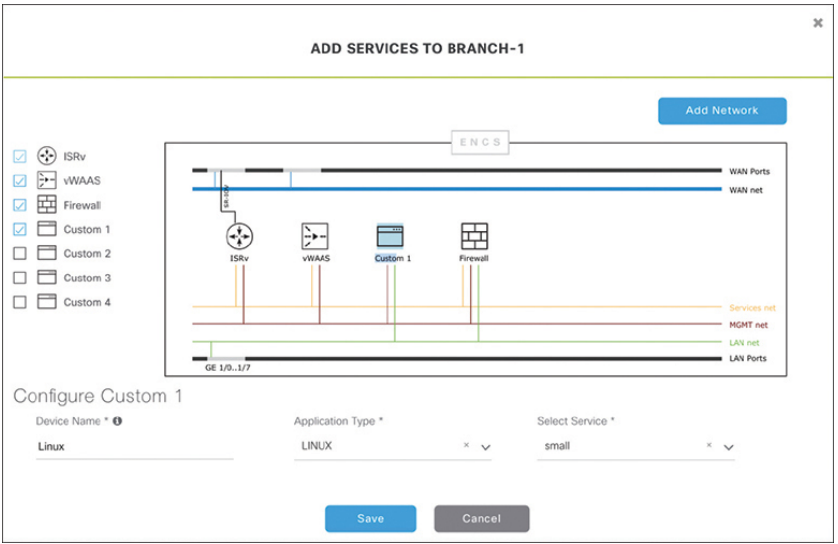 ×
ADD SERVICES TO BRANCH-1
Add Network
ENCS
ISRv
vWAAS
Firewall
Custom 1
Custom 2
Custom 3
Custom 4
WAN Ports
WAN net
SR-IOV
ISRv vWAAS Custom 1 Firewall
Services net
MGMT net
LAN net
LAN Ports
GE 1/0..1/7
Configure Custom 1
Device Name * Application Type * Select Service *
Linux LINUX × small ×
Save Cancel